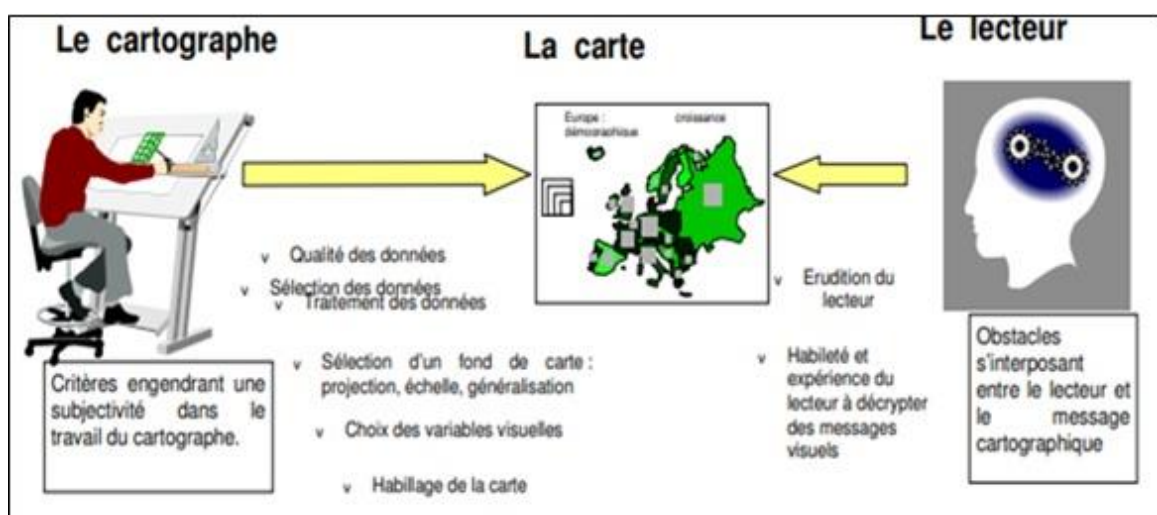 Le cartographe
La carte
Le lecteur
Europe : croissance
démographique
v Qualité des données
v Sélection des données
v Traitement des données
v Sélection d'un fond de carte :
projection, échelle, généralisation
v Choix des variables visuelles
v Habillage de la carte
Critères engendrant une
subjectivité dans le
travail du cartographe.
v Erudition du
lecteur
v Habileté et
expérience du
lecteur à décrypter
des messages
visuels
Obstacles
s'interposant
entre le lecteur et
le message
cartographique